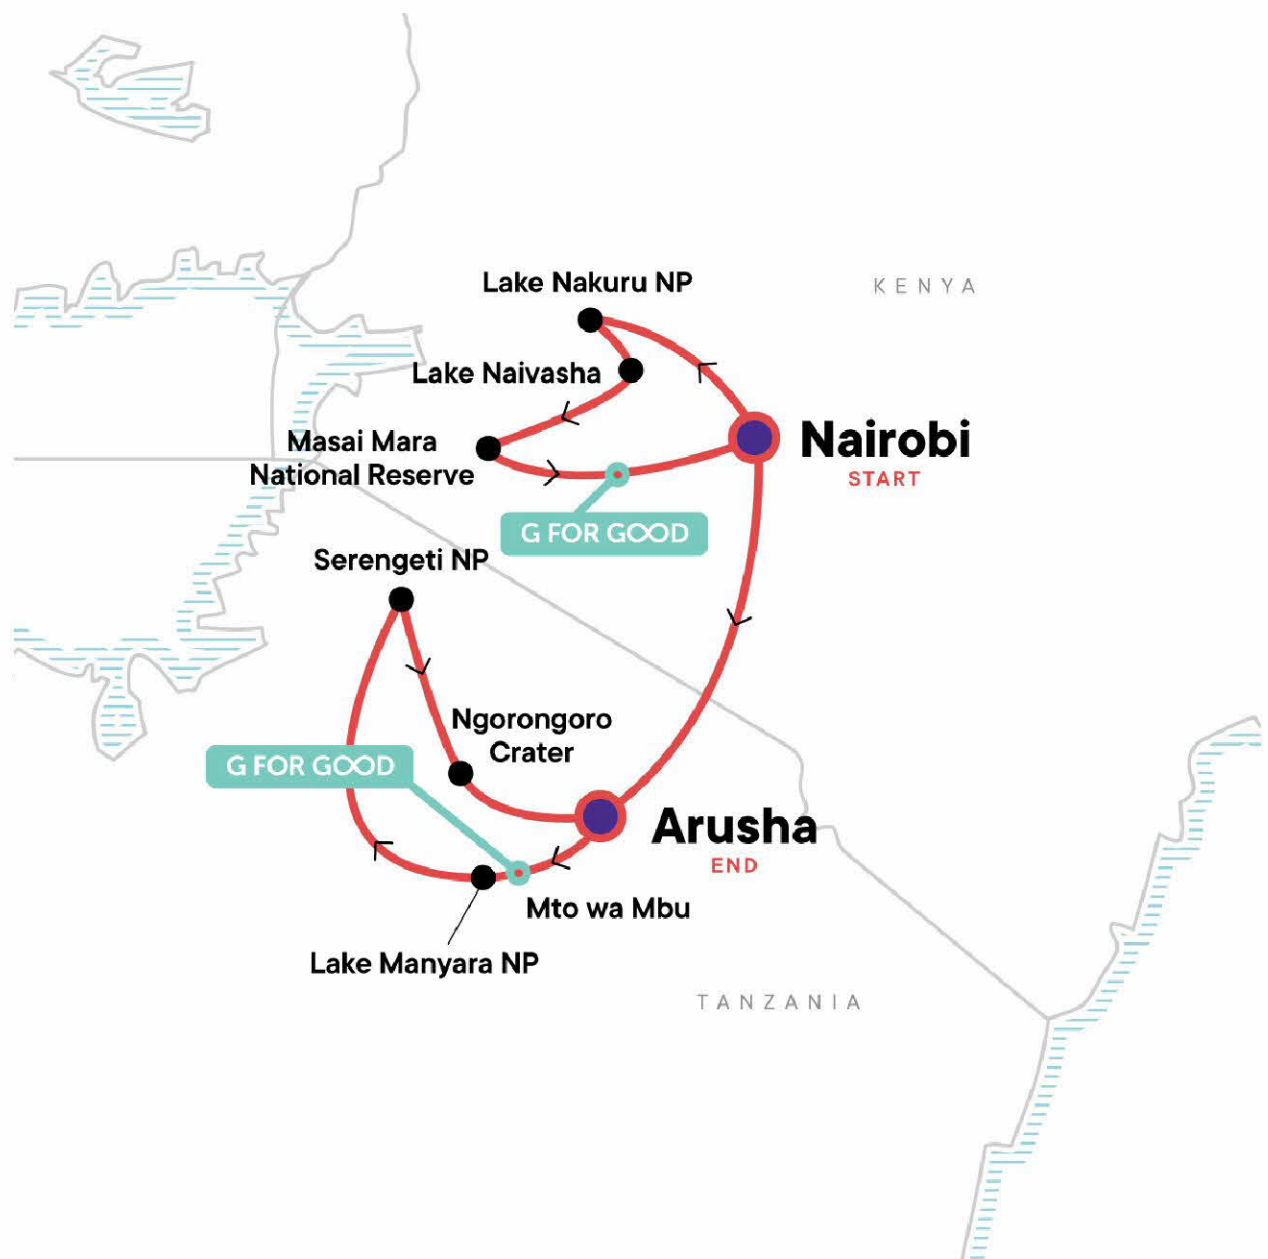 Lake Nakuru NP
KENYA
Lake Naivasha
Nairobi
START
Masai Mara
National Reserve
G FOR GOOD
Serengeti NP
Ngorongoro
Crater
G FOR GOOD
Arusha
END
Mto wa Mbu
Lake Manyara NP
TANZANIA